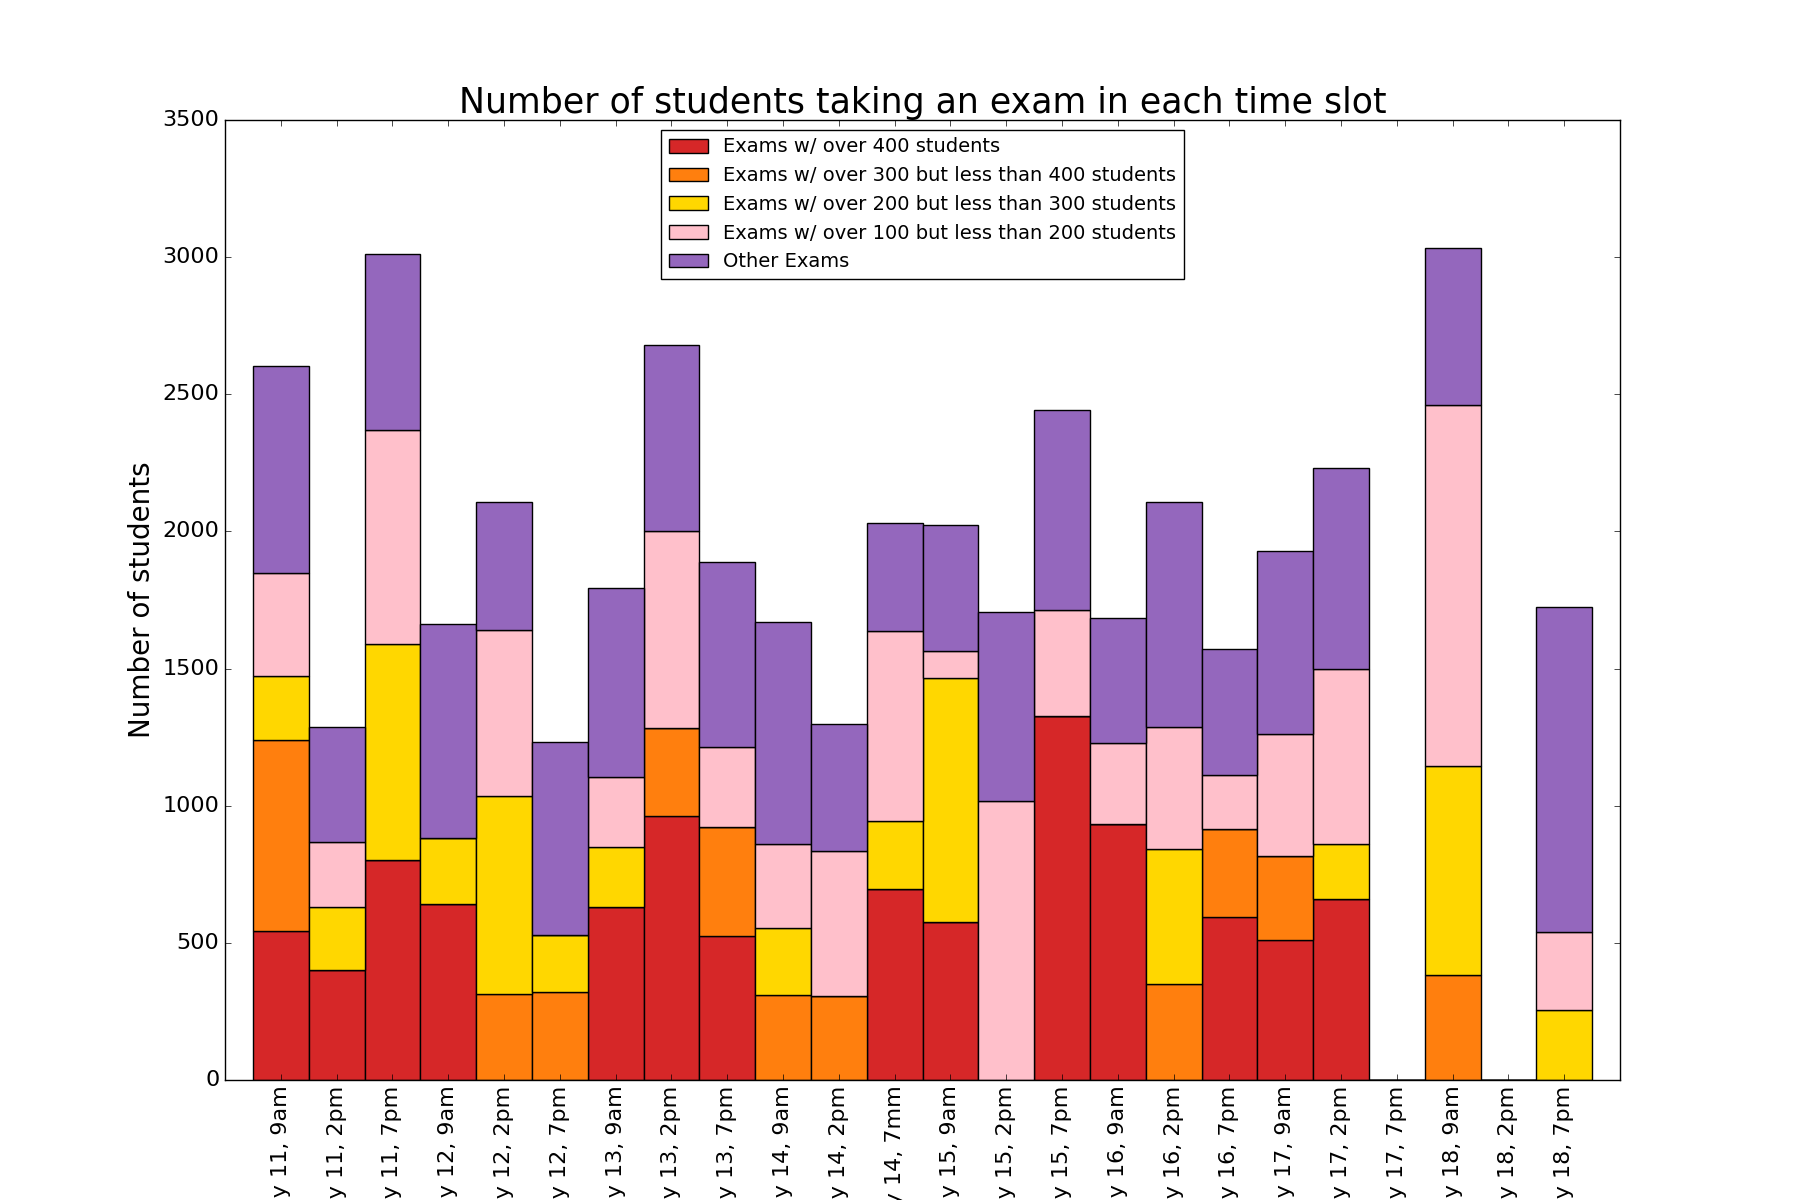 Number of students taking an exam in each time slot
Exams w/ over 400 students
Exams w/ over 300 but less than 400 students
Exams w/ over 200 but less than 300 students
Exams w/ over 100 but less than 200 students
Other Exams
Number of students
3500
3000
2500
2000
1500
1000
500
0
y 11, 9am
y 11, 2pm
y 11, 7pm
y 12, 9am
y 12, 2pm
y 12, 7pm
y 13, 9am
y 13, 2pm
y 13, 7pm
y 14, 9am
y 14, 2pm
y 14, 7mm
y 15, 9am
y 15, 2pm
y 15, 7pm
y 16, 9am
y 16, 2pm
y 16, 7pm
y 17, 9am
y 17, 2pm
y 17, 7pm
y 18, 9am
y 18, 2pm
y 18, 7pm